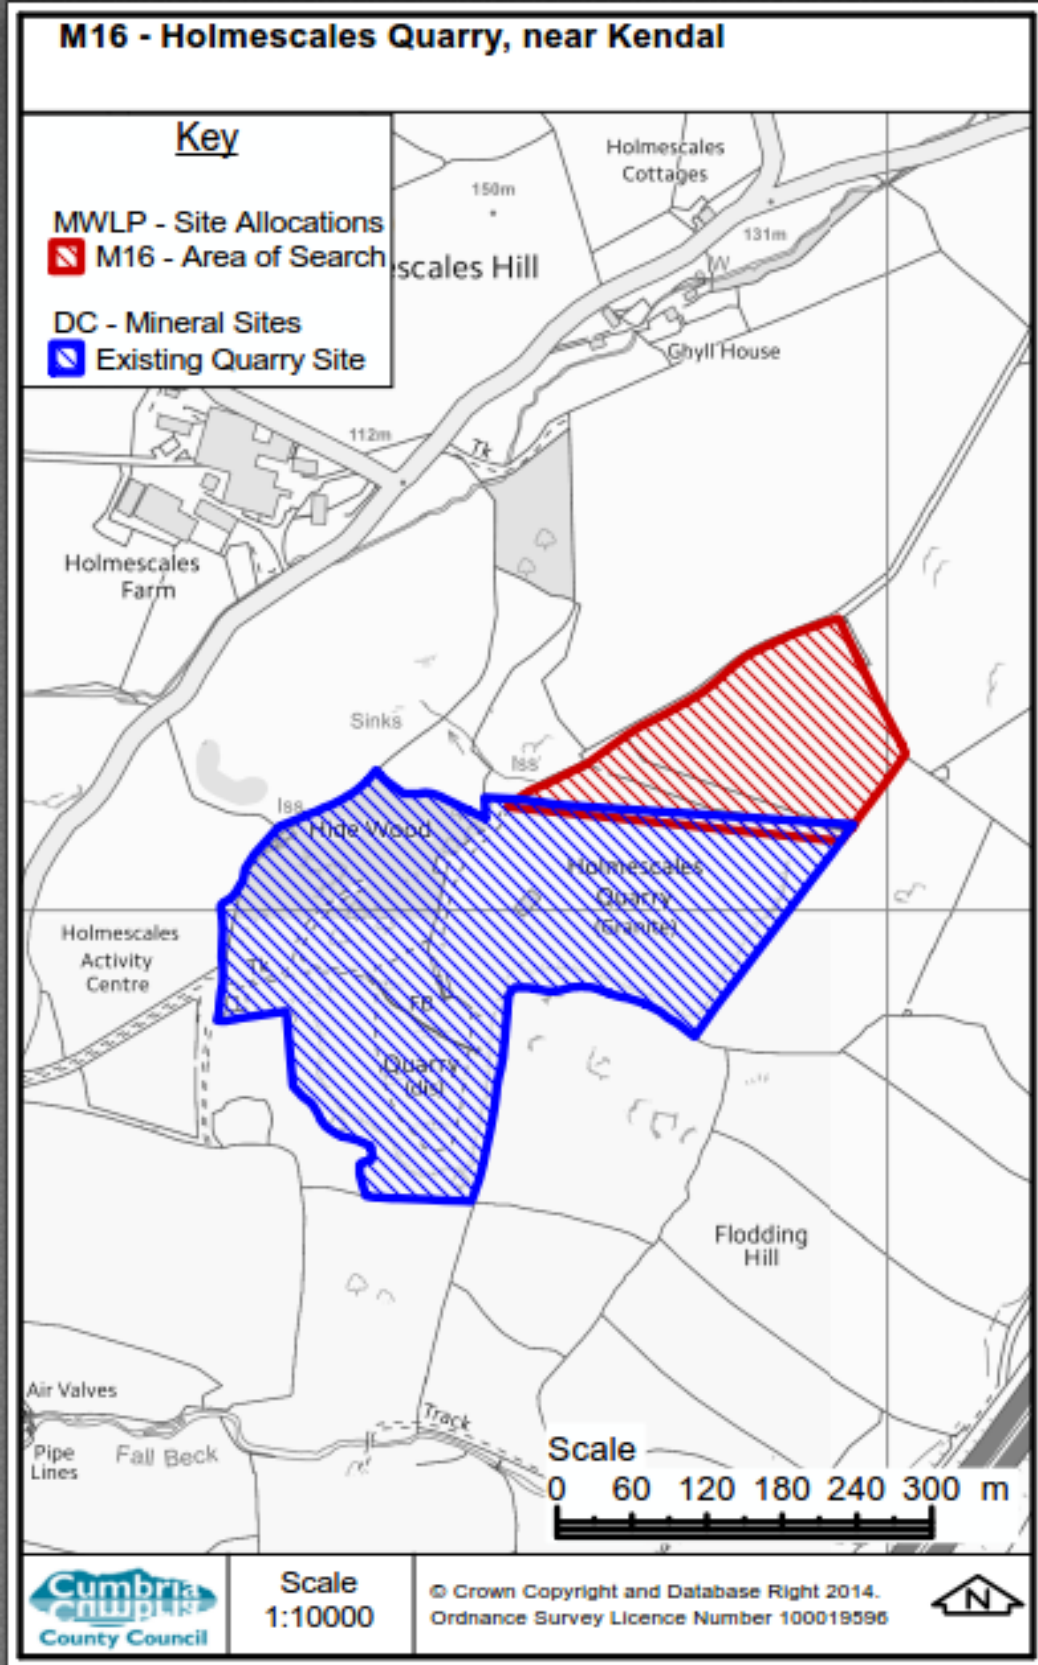 M16 - Holmescales Quarry, near Kendal
Key
MWLP - Site Allocations
M16 - Area of Search
DC - Mineral Sites
Existing Quarry Site
Holmescales
Cottages
150m
131m
escales Hill
W
Ghyll House
112m
Tk
Holmescales
Farm
Sinks
Iss
Iss
Hide Wood
Holmescales
Quarry
(Granite)
Holmescales
Activity
Centre
Tk
FB
Quarry
(dis)
Flodding
Hill
Air Valves
Track
Pipe
Lines
Fall Beck
Scale
0 60 120 180 240 300 m
Cumbria
County Council
Scale
1:10000
© Crown Copyright and Database Right 2014.
Ordnance Survey Licence Number 100019596
N